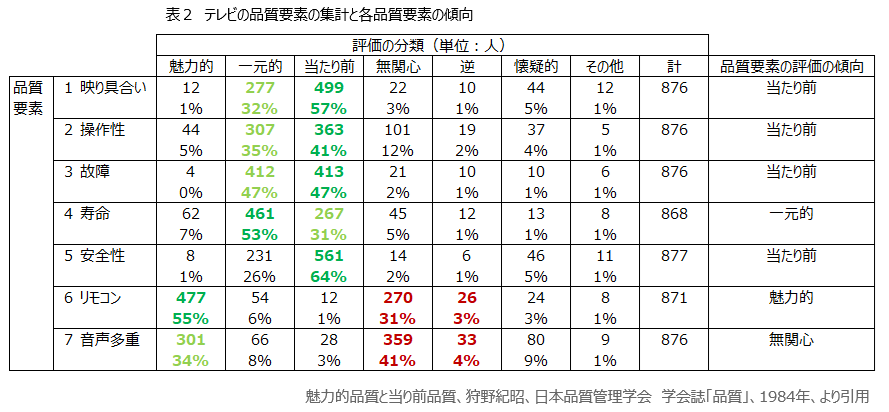 表２ テレビの品質要素の集計と各品質要素の傾向
評価の分類（単位：人）
魅力的 一元的 当たり前 無関心 逆 懐疑的 その他 計 品質要素の評価の傾向
品質要素 1 映り具合い 12 277 499 22 10 44 12 876 当たり前
1% 32% 57% 3% 1% 5% 1%
2 操作性 44 307 363 101 19 37 5 876 当たり前
5% 35% 41% 12% 2% 4% 1%
3 故障 4 412 413 21 10 10 6 876 当たり前
0% 47% 47% 2% 1% 1% 1%
4 寿命 62 461 267 45 12 13 8 868 一元的
7% 53% 31% 5% 1% 1% 1%
5 安全性 8 231 561 14 6 46 11 877 当たり前
1% 26% 64% 2% 1% 5% 1%
6 リモコン 477 54 12 270 26 24 8 871 魅力的
55% 6% 1% 31% 3% 3% 1%
7 音声多重 301 66 28 359 33 80 9 876 無関心
34% 8% 3% 41% 4% 9% 1%
魅力的品質と当り前品質、狩野紀昭、日本品質管理学会 学会誌「品質」、1984年、より引用